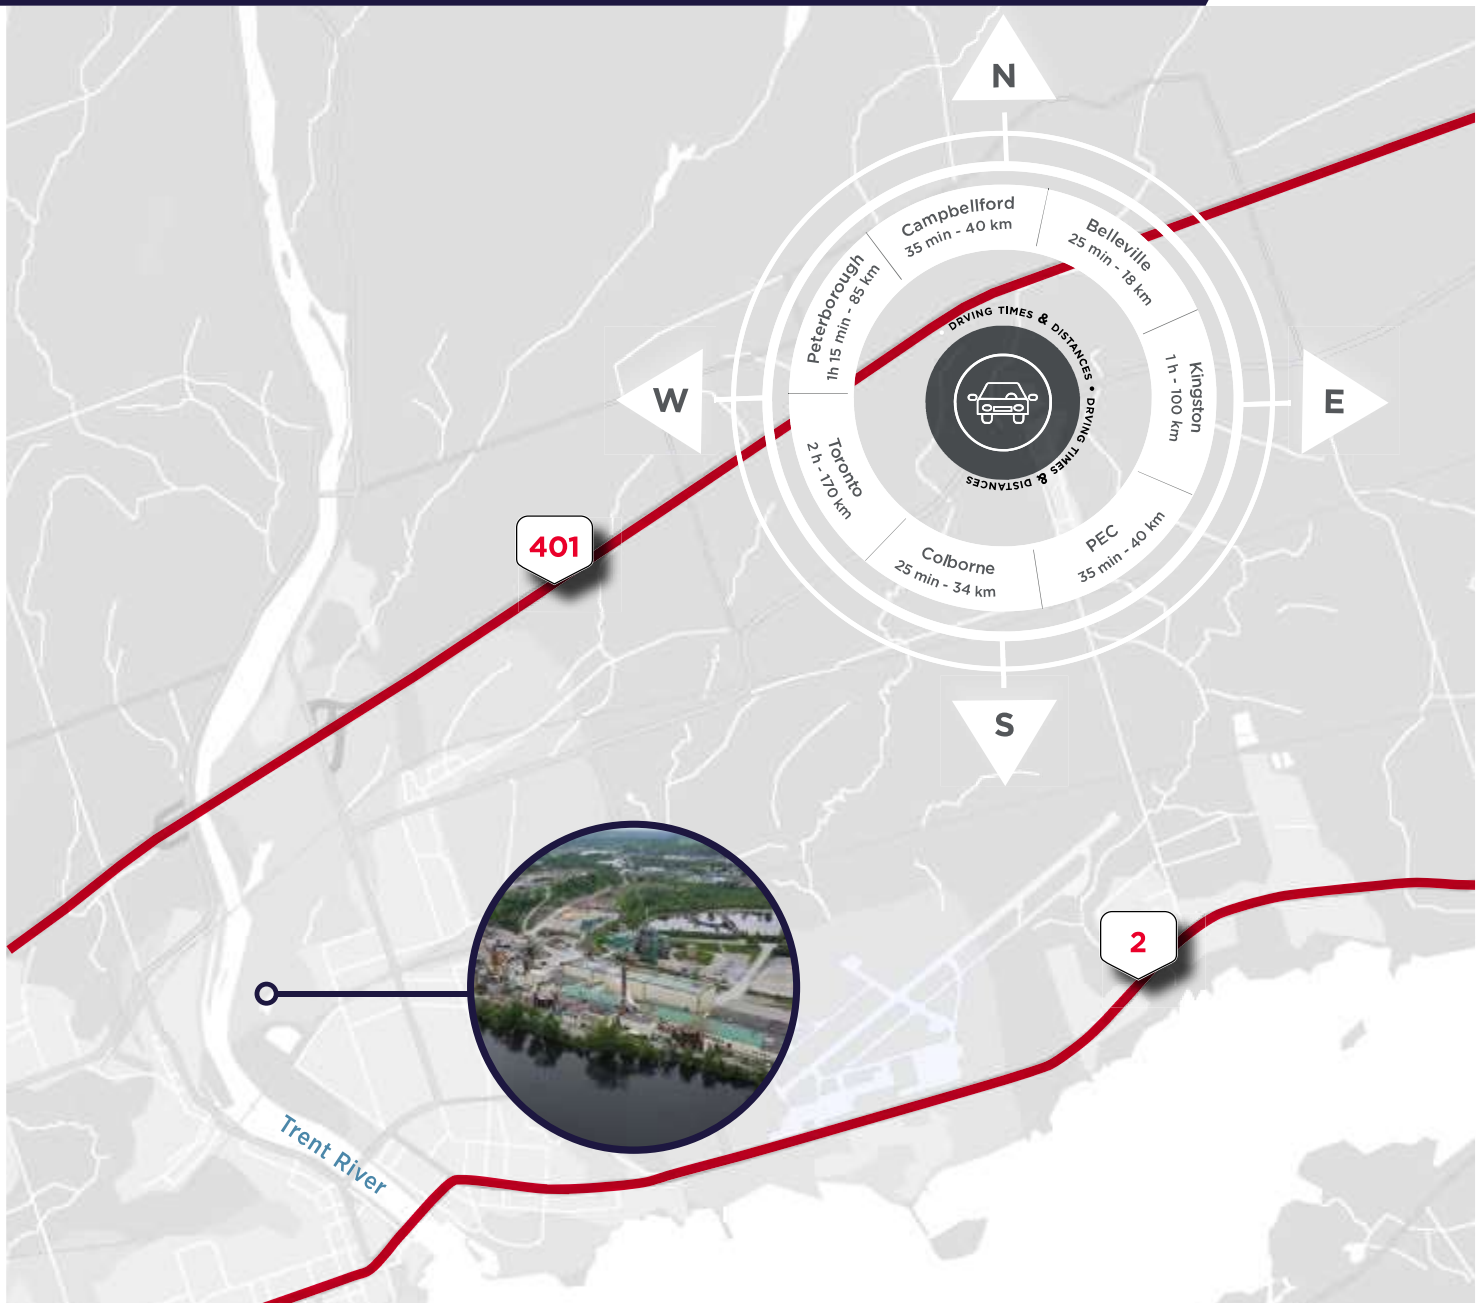 N
Campbellford
35 min - 40 km
Belleville
25 min - 18 km
Peterborough
1h 15 min - 85 km
Kingston
1 h - 100 km
DRVING TIMES & DISTANCES • DRVING TIMES & DISTANCES
W
E
Toronto
2 h - 170 km
PEC
35 min - 40 km
Colborne
25 min - 34 km
401
S
2
Trent River